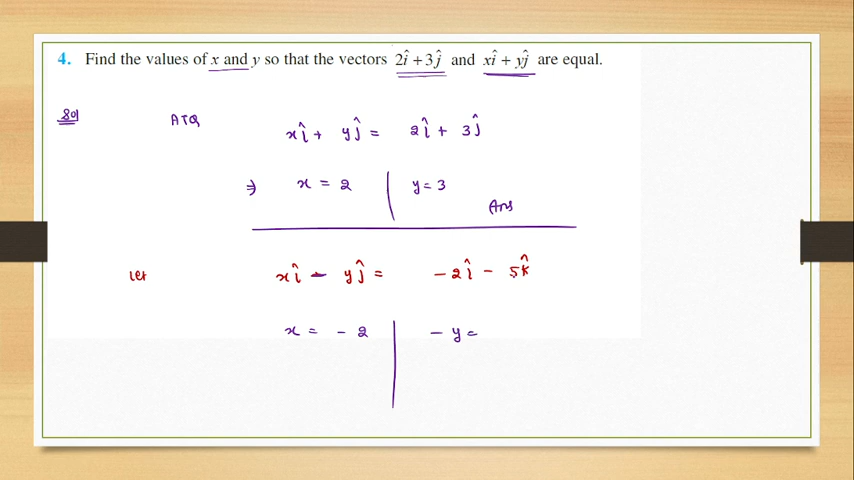 4. Find the values of x and y so that the vectors 2î + 3ĵ and xî + yĵ are equal.
Sol
ATQ
xî + yĵ = 2î + 3ĵ
⇒ x = 2 | y = 3
Ans
Let xî - yĵ = -2î - 5k̂
x = -2 | -y =